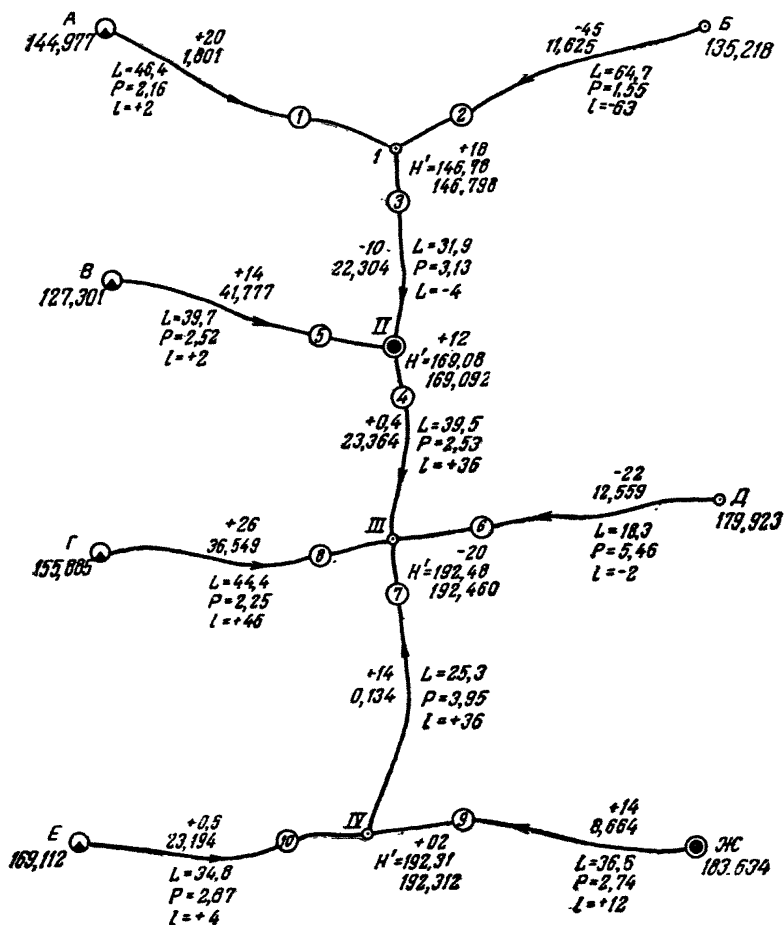 А
144,977
+20
1,801
L=46,4
P=2,16
l=+2
1
-45
11,625
L=64,7
P=1,55
l=-63
2
Б
135,218
1
+18
H'=146,78
146,798
3
-10
22,304
L=31,9
P=3,13
L=-4
В
127,301
+14
41,777
L=39,7
P=2,52
l=+2
5
II
+12
H'=169,08
169,092
4
+0,4
23,364
L=39,5
P=2,53
l=+36
Г
155,885
+26
36,549
L=44,4
P=2,25
l=+46
8
III
6
-22
12,559
L=18,3
P=5,46
l=-2
Д
179,923
-20
H'=192,48
192,460
7
+14
0,134
L=25,3
P=3,95
l=+36
Е
169,112
+0,5
23,194
L=34,8
P=2,87
l=+4
10
IV
9
+02
H'=192,31
192,312
+14
8,664
L=36,5
P=2,74
l=+12
Ж
183.634